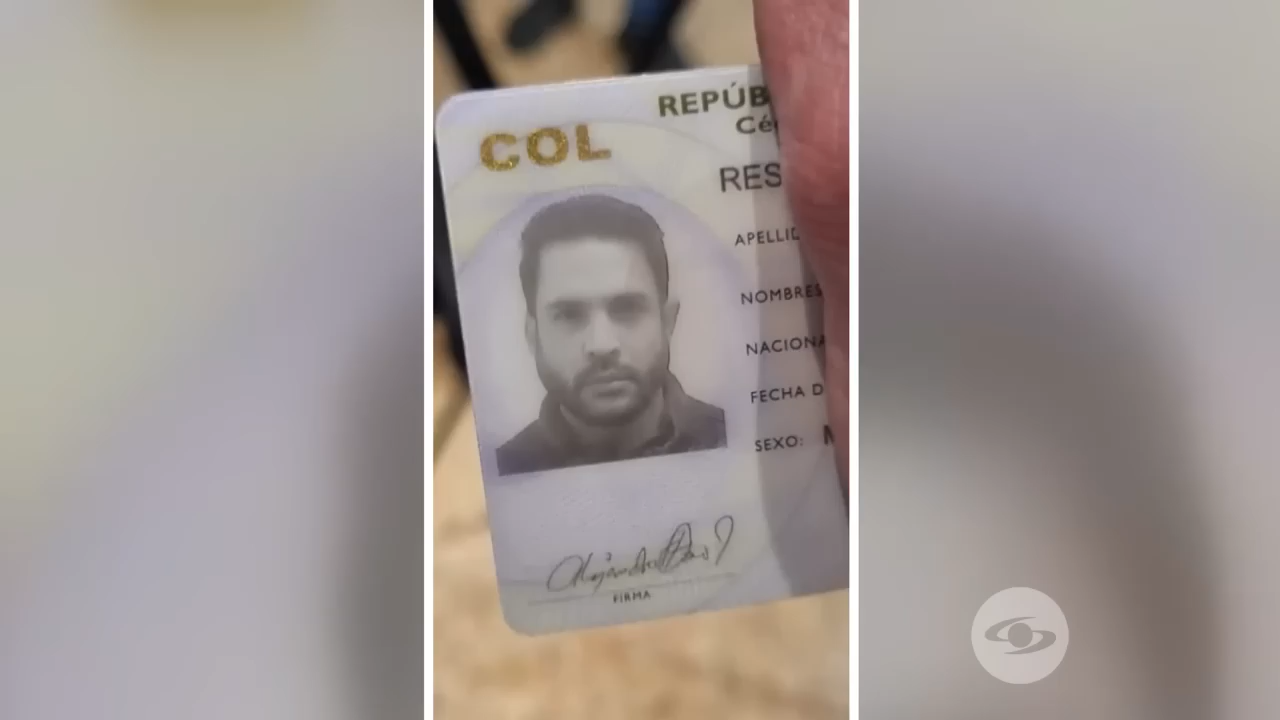 COL
REPÚB
Cé
RES
APELLID
NOMBRES
NACIONA
FECHA D
SEXO: M
FIRMA